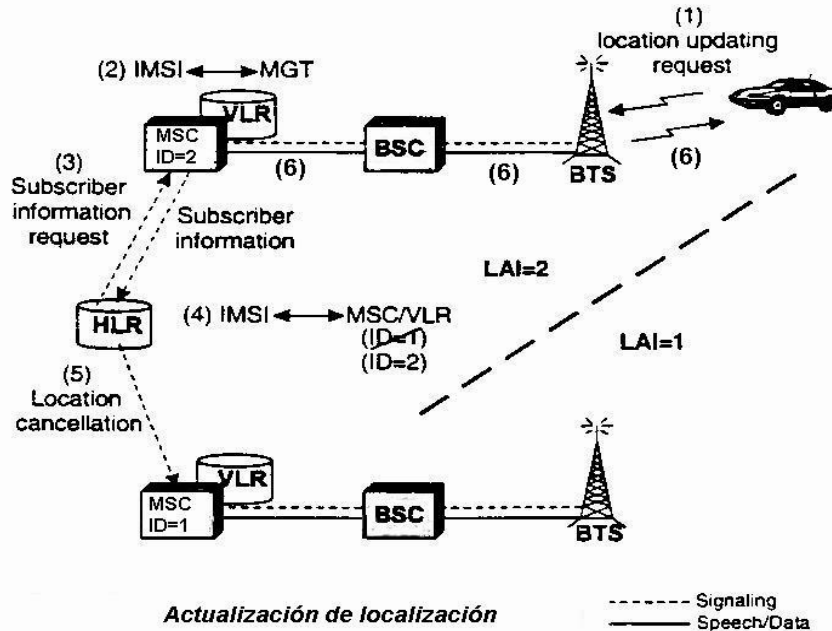 (1)
location updating
request
(2) IMSI MGT
VLR
MSC
ID=2
(6)
BSC
(6)
BTS
(6)
(3)
Subscriber
information
request
Subscriber
information
LAI=2
HLR
(4) IMSI MSC/VLR
(ID=1)
(ID=2)
LAI=1
(5)
Location
cancellation
VLR
MSC
ID=1
BSC
BTS
Actualización de localización
Signaling
Speech/Data